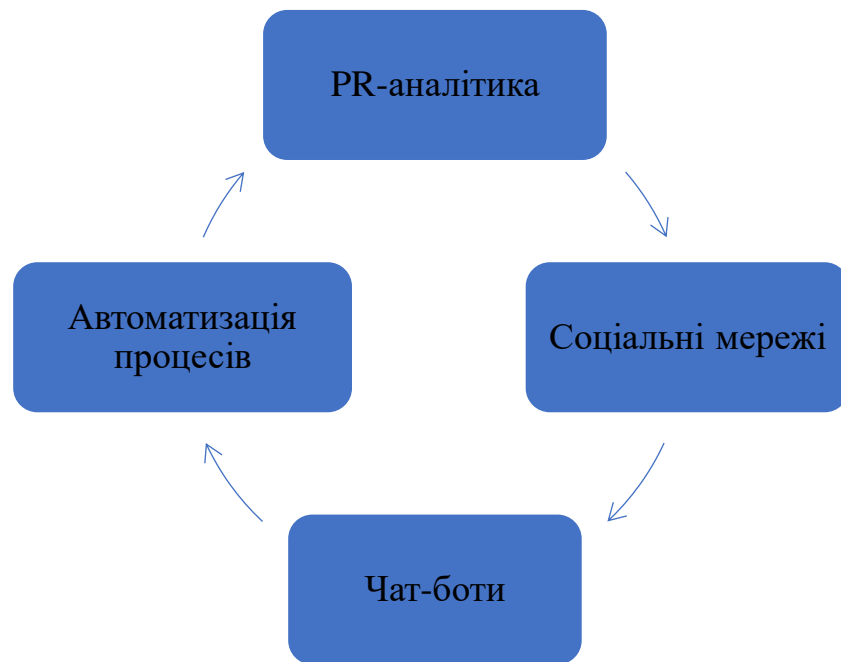 PR-аналітика
Автоматизація
процесів
Соціальні мережі
Чат-боти